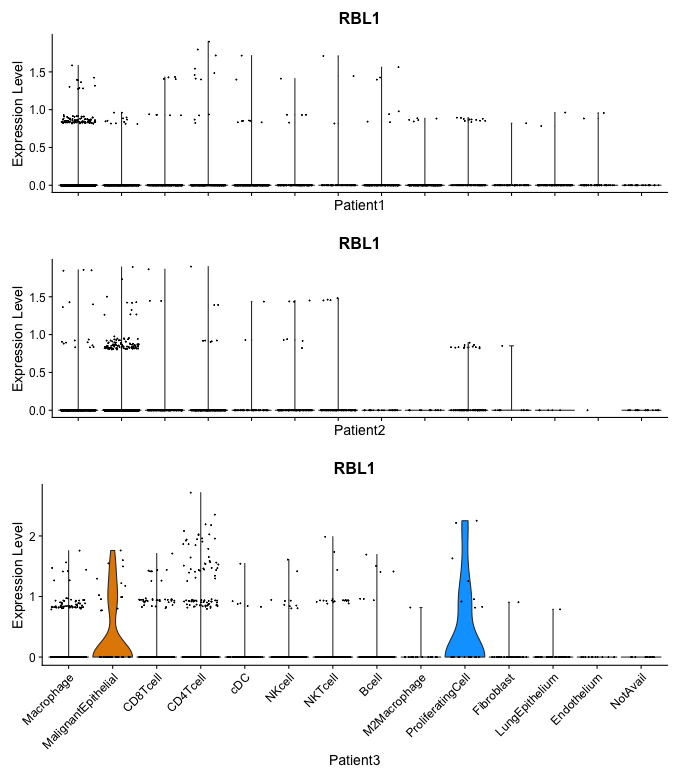 RBL1
Expression Level
1.5
1.0
0.5
0.0
Patient1
RBL1
Expression Level
1.5
1.0
0.5
0.0
Patient2
RBL1
Expression Level
2
1
0
Macrophage
MalignantEpithelial
CD8Tcell
CD4Tcell
cDC
NKcell
NKTcell
Bcell
M2Macrophage
ProliferatingCell
Fibroblast
LungEpithelium
Endothelium
NotAvail
Patient3